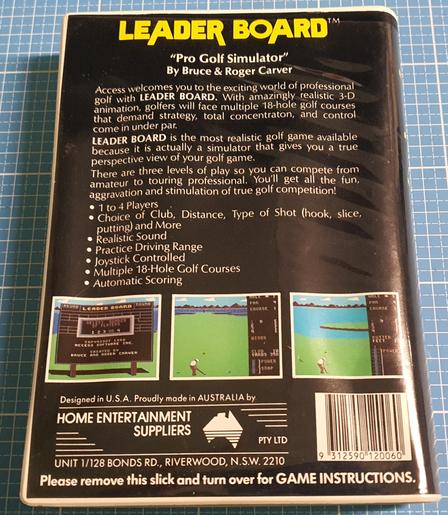 LEADER BOARD™
"Pro Golf Simulator"
By Bruce & Roger Carver
Access welcomes you to the exciting world of professional
golf with LEADER BOARD. With amazingly realistic 3-D
animation, golfers will face multiple 18-hole golf courses
that demand strategy, total concentraton, and control
come in under par.
LEADER BOARD is the most realistic golf game available
because it is actually a simulator that gives you a true
perspective view of your golf game.
There are three levels of play so you can compete from
amateur to touring professional. You'll get all the fun,
aggravation and stimulation of true golf competition!
• 1 to 4 Players
• Choice of Club, Distance, Type of Shot (hook, slice,
putting) and More
• Realistic Sound
• Practice Driving Range
• Joystick Controlled
• Multiple 18-Hole Golf Courses
• Automatic Scoring
LEADER BOARD
ACCESS SOFTWARE INC.
BRUCE AND ROGER CARVER
Designed in U.S.A. Proudly made in AUSTRALIA by
HOME ENTERTAINMENT
SUPPLIERS
PTY LTD
UNIT 1/128 BONDS RD., RIVERWOOD, N.S.W. 2210
9 312590 120060
Please remove this slick and turn over for GAME INSTRUCTIONS.